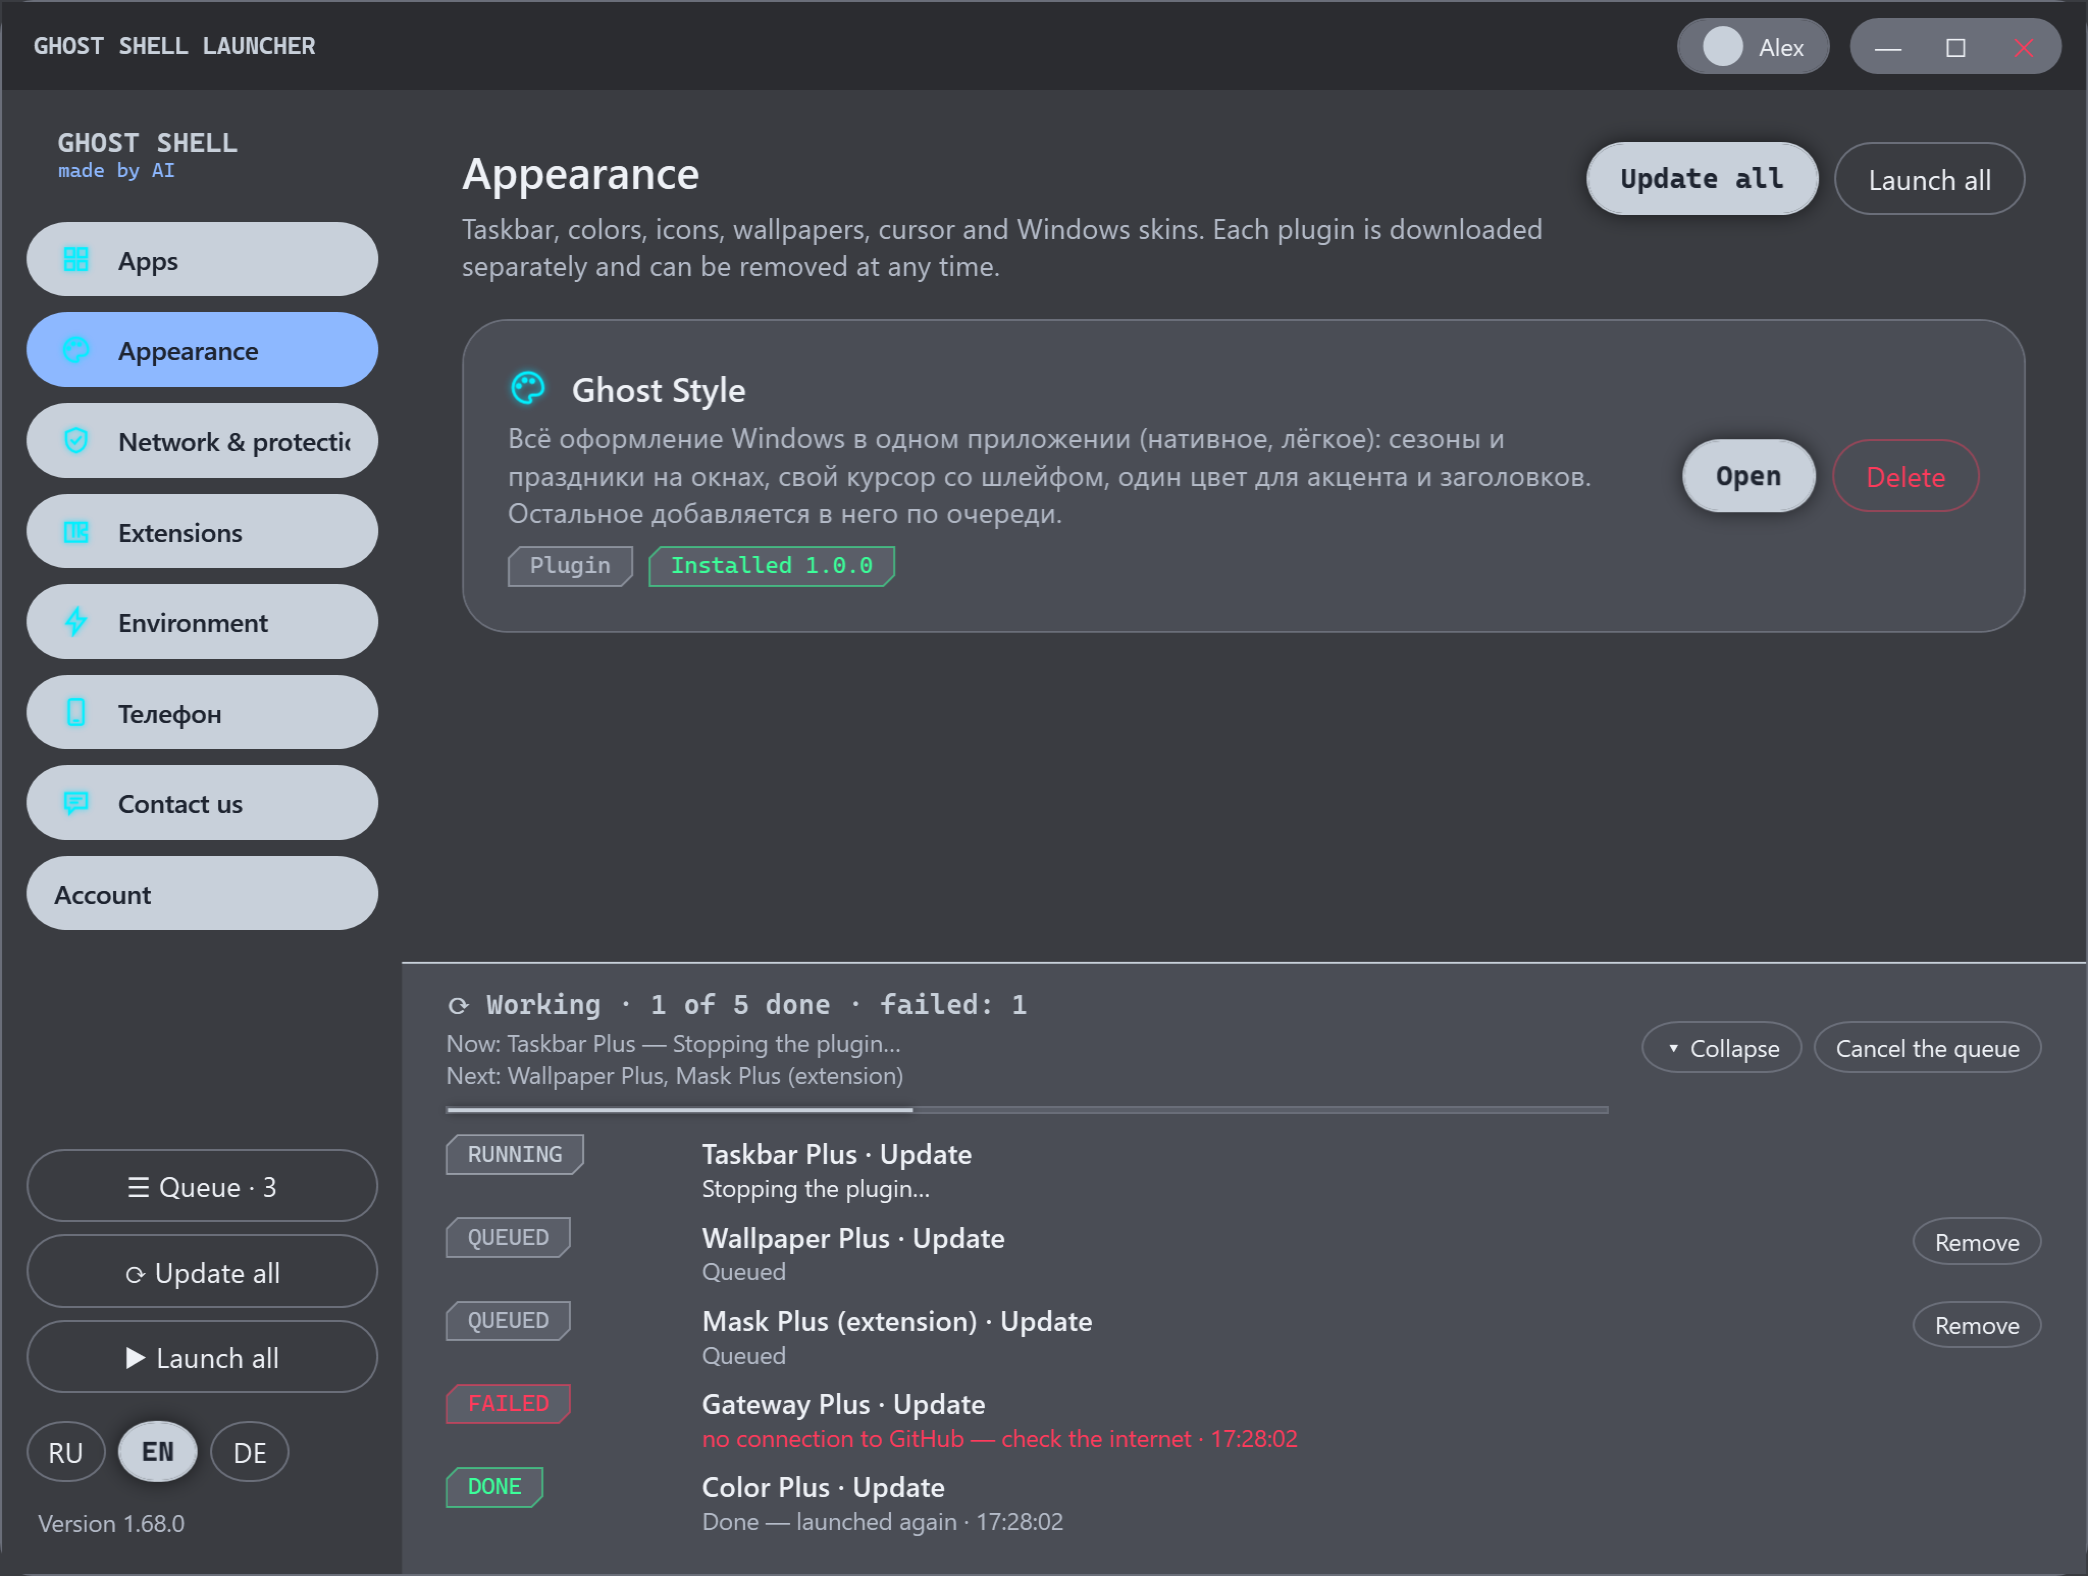 GHOST SHELL LAUNCHER
Alex
GHOST SHELL
made by AI
Apps
Appearance
Network & protectic
Extensions
Environment
Телефон
Contact us
Account
Queue · 3
Update all
Launch all
RU
EN
DE
Version 1.68.0
Appearance
Taskbar, colors, icons, wallpapers, cursor and Windows skins. Each plugin is downloaded
separately and can be removed at any time.
Update all
Launch all
Ghost Style
Всё оформление Windows в одном приложении (нативное, лёгкое): сезоны и
праздники на окнах, свой курсор со шлейфом, один цвет для акцента и заголовков.
Остальное добавляется в него по очереди.
Plugin
Installed 1.0.0
Open
Delete
Working · 1 of 5 done · failed: 1
Now: Taskbar Plus — Stopping the plugin...
Next: Wallpaper Plus, Mask Plus (extension)
Collapse
Cancel the queue
RUNNING
Taskbar Plus · Update
Stopping the plugin...
QUEUED
Wallpaper Plus · Update
Queued
Remove
QUEUED
Mask Plus (extension) · Update
Queued
Remove
FAILED
Gateway Plus · Update
no connection to GitHub — check the internet · 17:28:02
DONE
Color Plus · Update
Done — launched again · 17:28:02